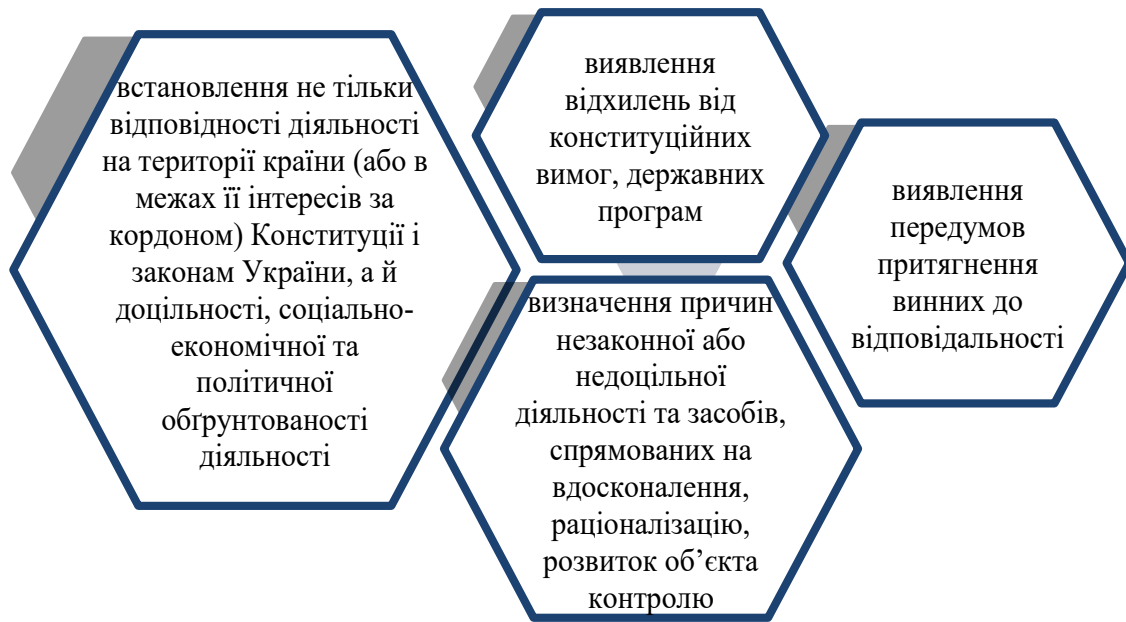 встановлення не тільки
відповідності діяльності
на території країни (або в
межах її інтересів за
кордоном) Конституції і
законам України, а й
доцільності, соціально-
економічної та
політичної
обґрунтованості
діяльності
виявлення
відхилень від
конституційних
вимог, державних
програм
визначення причин
незаконної або
недоцільної
діяльності та засобів,
спрямованих на
вдосконалення,
раціоналізацію,
розвиток об’єкта
контролю
виявлення
передумов
притягнення
винних до
відповідальності